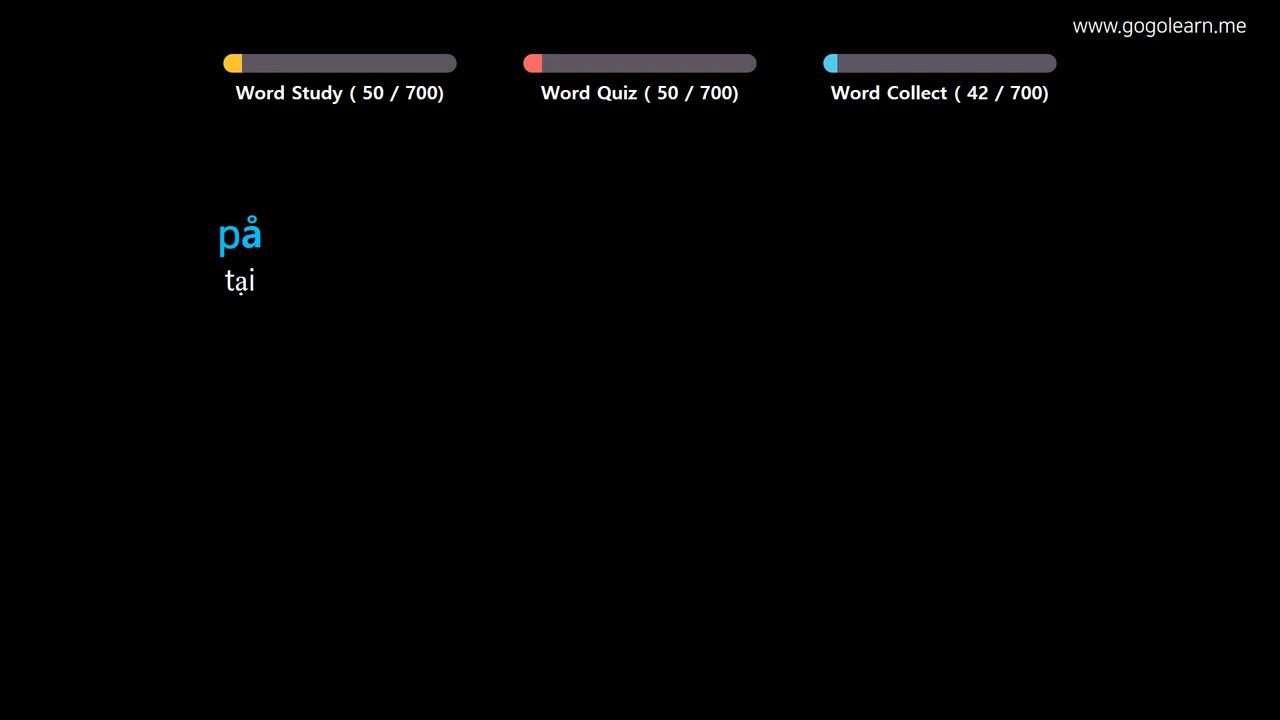 www.gogolearn.me
Word Study ( 50 / 700)
Word Quiz ( 50 / 700)
Word Collect ( 42 / 700)
på
tại